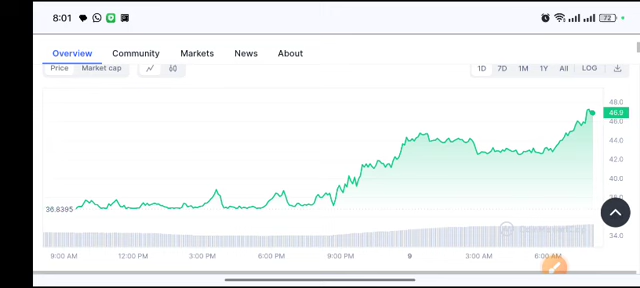 8:01
72
Overview Community Markets News About
Price Market cap 1D 7D 1M 1Y All LOG
48.0
46.9
46.0
44.0
42.0
40.0
38.0
36.8395
CoinMarketCap
34.0
9:00 AM 12:00 PM 3:00 PM 6:00 PM 9:00 PM 9 3:00 AM 6:00 AM